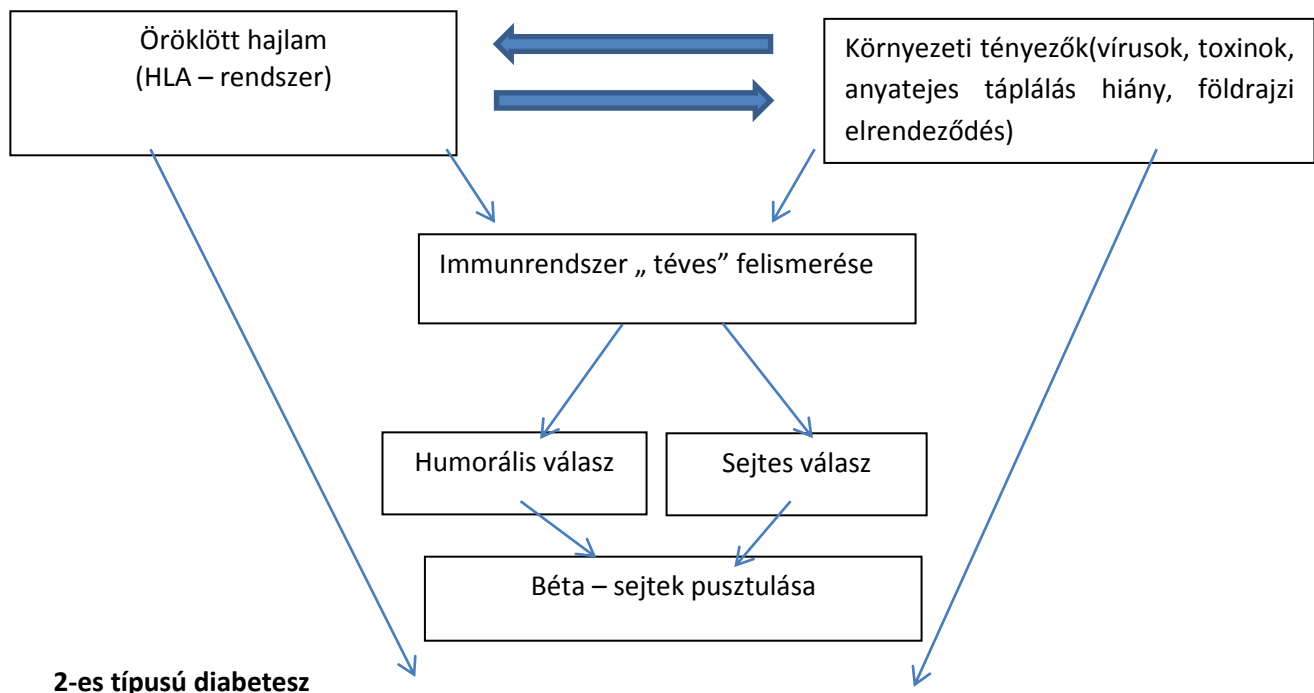 Öröklött hajlam
(HLA – rendszer)
Környezeti tényezők(vírusok, toxinok,
anyatejes táplálás hiány, földrajzi
elrendeződés)
Immunrendszer „ téves” felismerése
Humorális válasz
Sejtes válasz
Béta – sejtek pusztulása
2-es típusú diabetesz